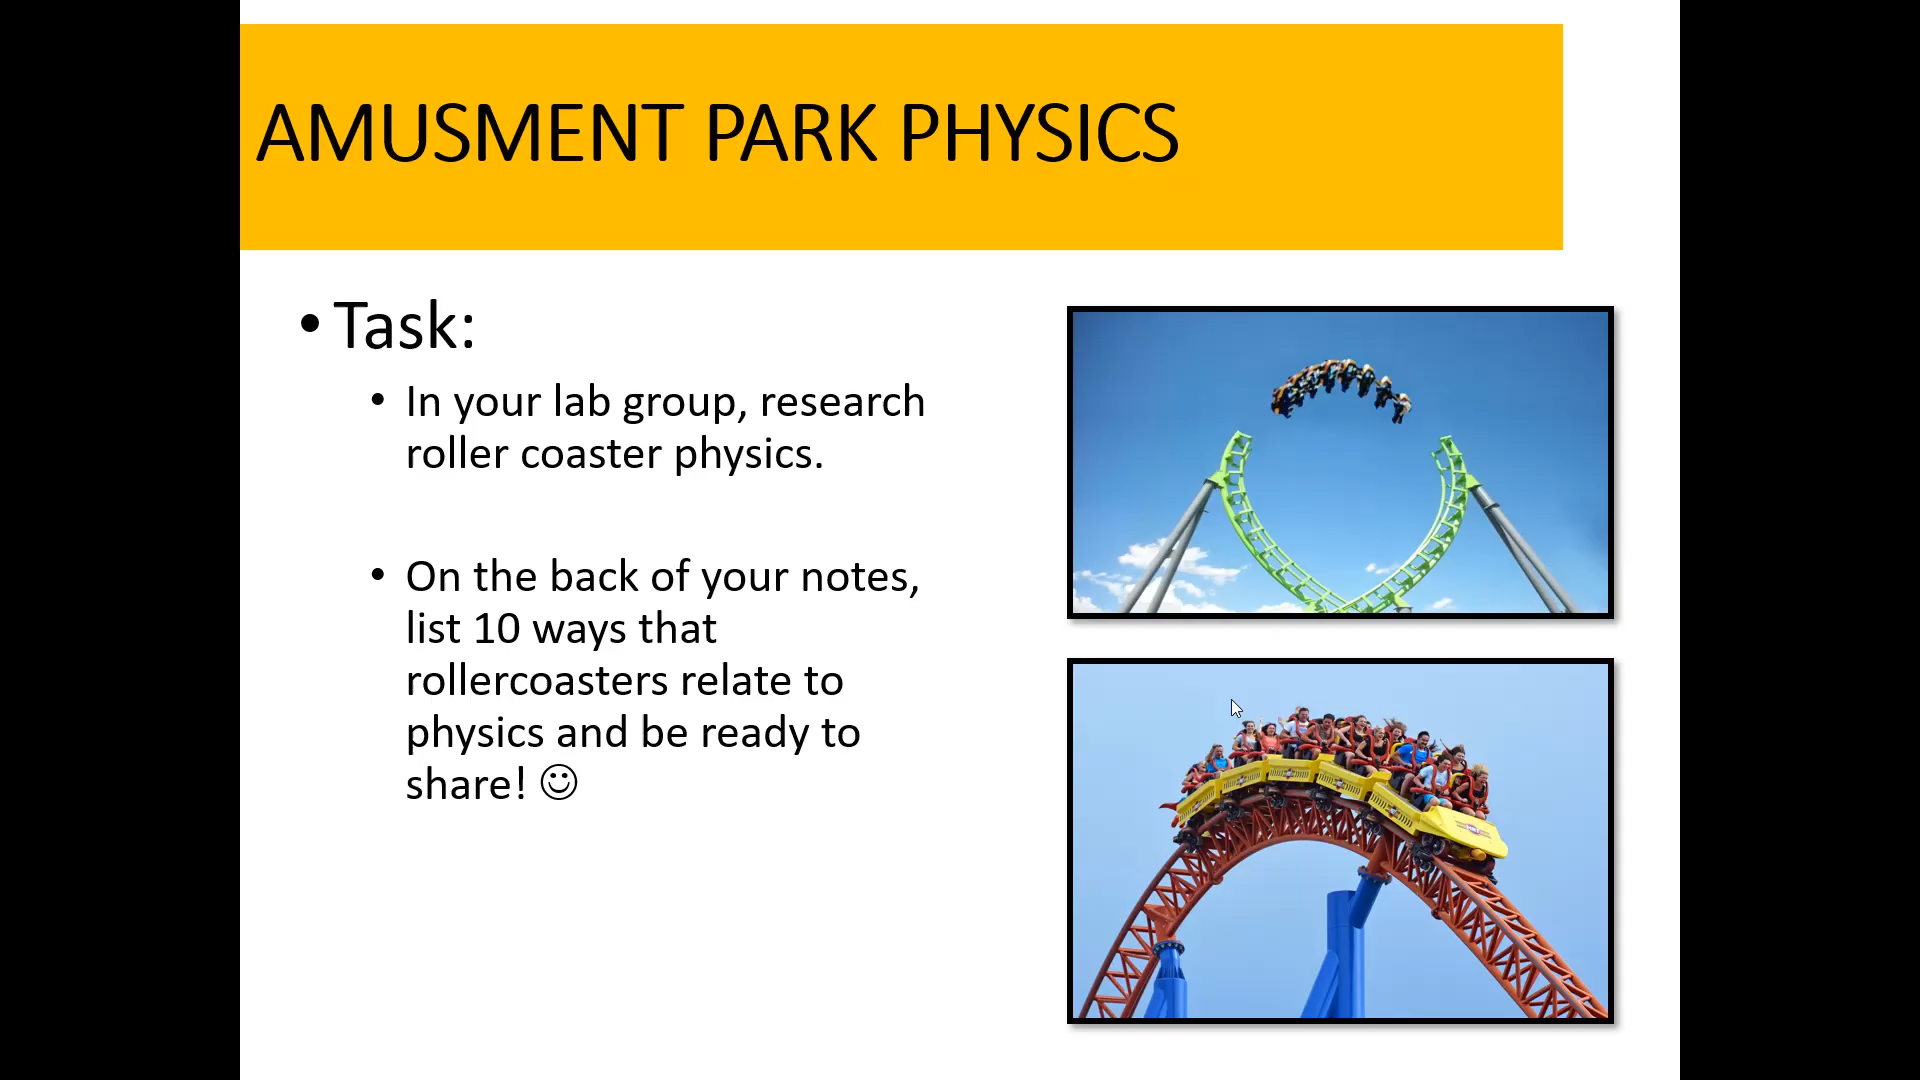 AMUSMENT PARK PHYSICS
• Task:
• In your lab group, research
roller coaster physics.
• On the back of your notes,
list 10 ways that
rollercoasters relate to
physics and be ready to
share! ☺